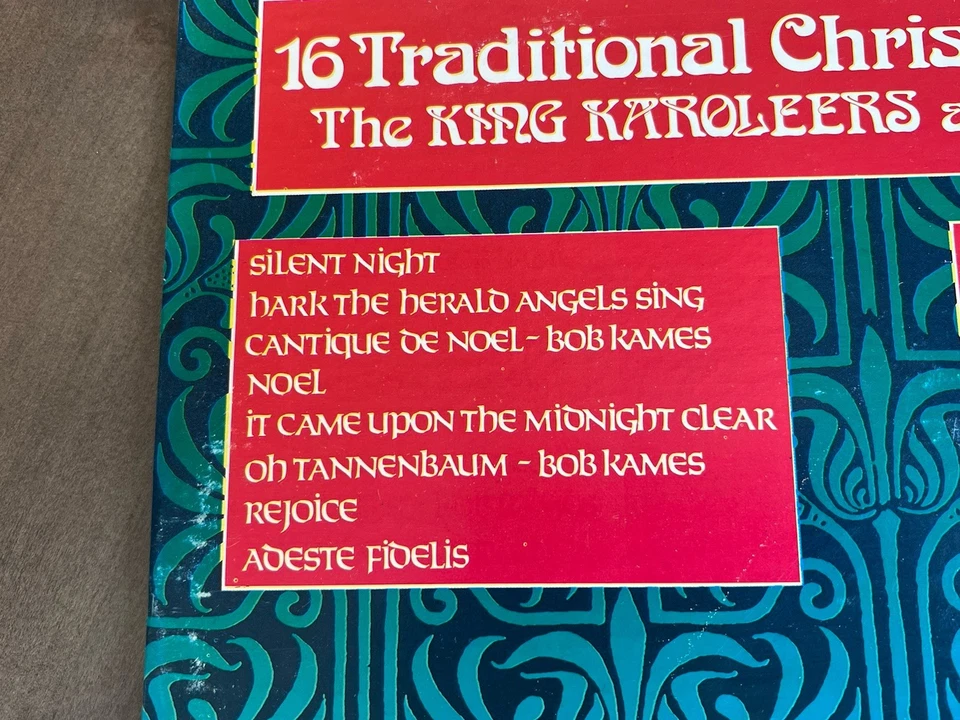 16 Traditional
The KING KAROLEERS
SILENT NIGHT
HARK THE HERALD ANGELS SING
CANTIQUE DE NOEL - BOB KAMES
NOEL
IT CAME UPON THE MIDNIGHT CLEAR
OH TANNENBAUM - BOB KAMES
REJOICE
ADESTE FIDELIS